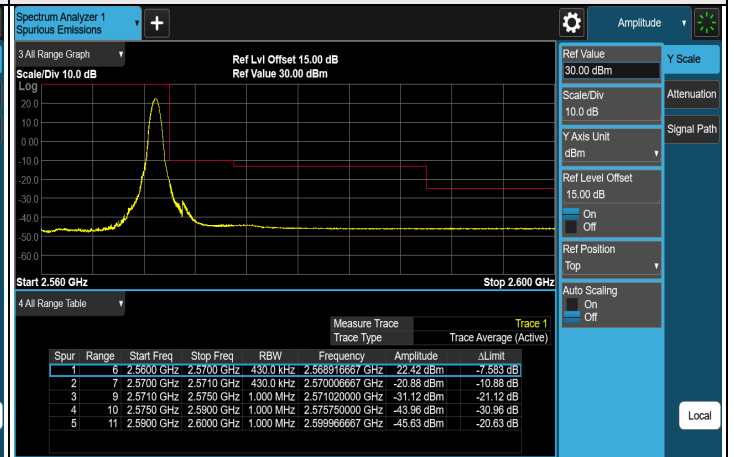 Spectrum Analyzer 1
Spurious Emissions
+
Amplitude
3 All Range Graph
Ref Lvl Offset 15.00 dB
Scale/Div 10.0 dB
Ref Value 30.00 dBm
Log
20.0
10.0
0.00
-10.0
-20.0
-30.0
-40.0
-50.0
-60.0
Start 2.560 GHz
Stop 2.600 GHz
4 All Range Table
Measure Trace Trace 1
Trace Type Trace Average (Active)
Spur Range Start Freq Stop Freq RBW Frequency Amplitude ΔLimit
1 6 2.5600 GHz 2.5700 GHz 430.0 kHz 2.568916667 GHz 22.42 dBm -7.583 dB
2 7 2.5700 GHz 2.5710 GHz 430.0 kHz 2.570006667 GHz -20.88 dBm -10.88 dB
3 9 2.5710 GHz 2.5750 GHz 1.000 MHz 2.571020000 GHz -31.12 dBm -21.12 dB
4 10 2.5750 GHz 2.5900 GHz 1.000 MHz 2.575750000 GHz -43.96 dBm -30.96 dB
5 11 2.5900 GHz 2.6000 GHz 1.000 MHz 2.599966667 GHz -45.63 dBm -20.63 dB
Ref Value
30.00 dBm
Scale/Div
10.0 dB
Y Axis Unit
dBm
Ref Level Offset
15.00 dB
On
Off
Ref Position
Top
Auto Scaling
On
Off
Y Scale
Attenuation
Signal Path
Local